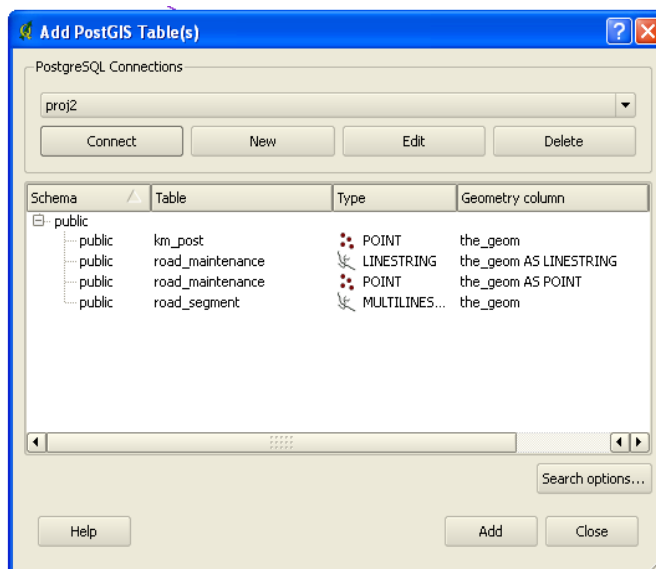 Add PostGIS Table(s)
PostgreSQL Connections
proj2
Connect New Edit Delete
Schema Table Type Geometry column
public
public km_post POINT the_geom
public road_maintenance LINESTRING the_geom AS LINESTRING
public road_maintenance POINT the_geom AS POINT
public road_segment MULTILINES... the_geom
Search options...
Help Add Close